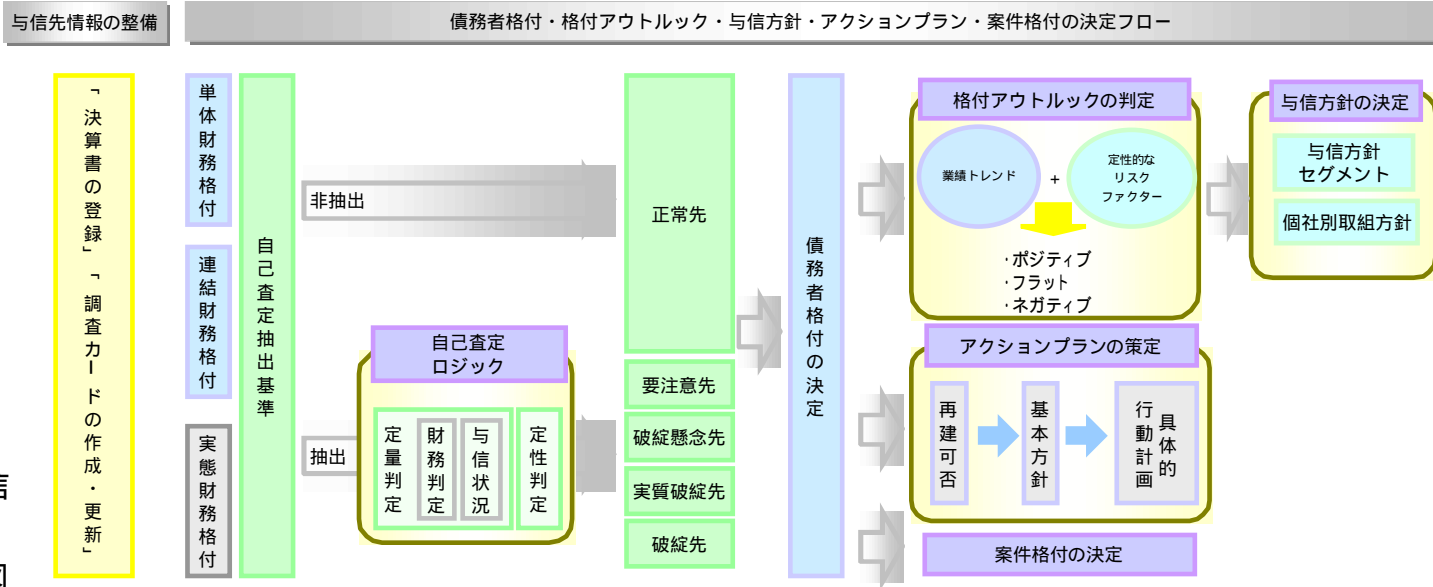 与信先情報の整備
債務者格付・格付アウトルック・与信方針・アクションプラン・案件格付の決定フロー
「決算書の登録」「調査カードの作成・更新」
単体財務格付
連結財務格付
実態財務格付
自己査定抽出基準
非抽出
抽出
自己査定
ロジック
定量判定
財務判定
与信状況
定性判定
正常先
要注意先
破綻懸念先
実質破綻先
破綻先
債務者格付の決定
格付アウトルックの判定
業績トレンド
+
定性的な
リスク
ファクター
・ポジティブ
・フラット
・ネガティブ
与信方針の決定
与信方針
セグメント
個社別取組方針
アクションプランの策定
再建可否
基本方針
具体的
行動計画
案件格付の決定
信